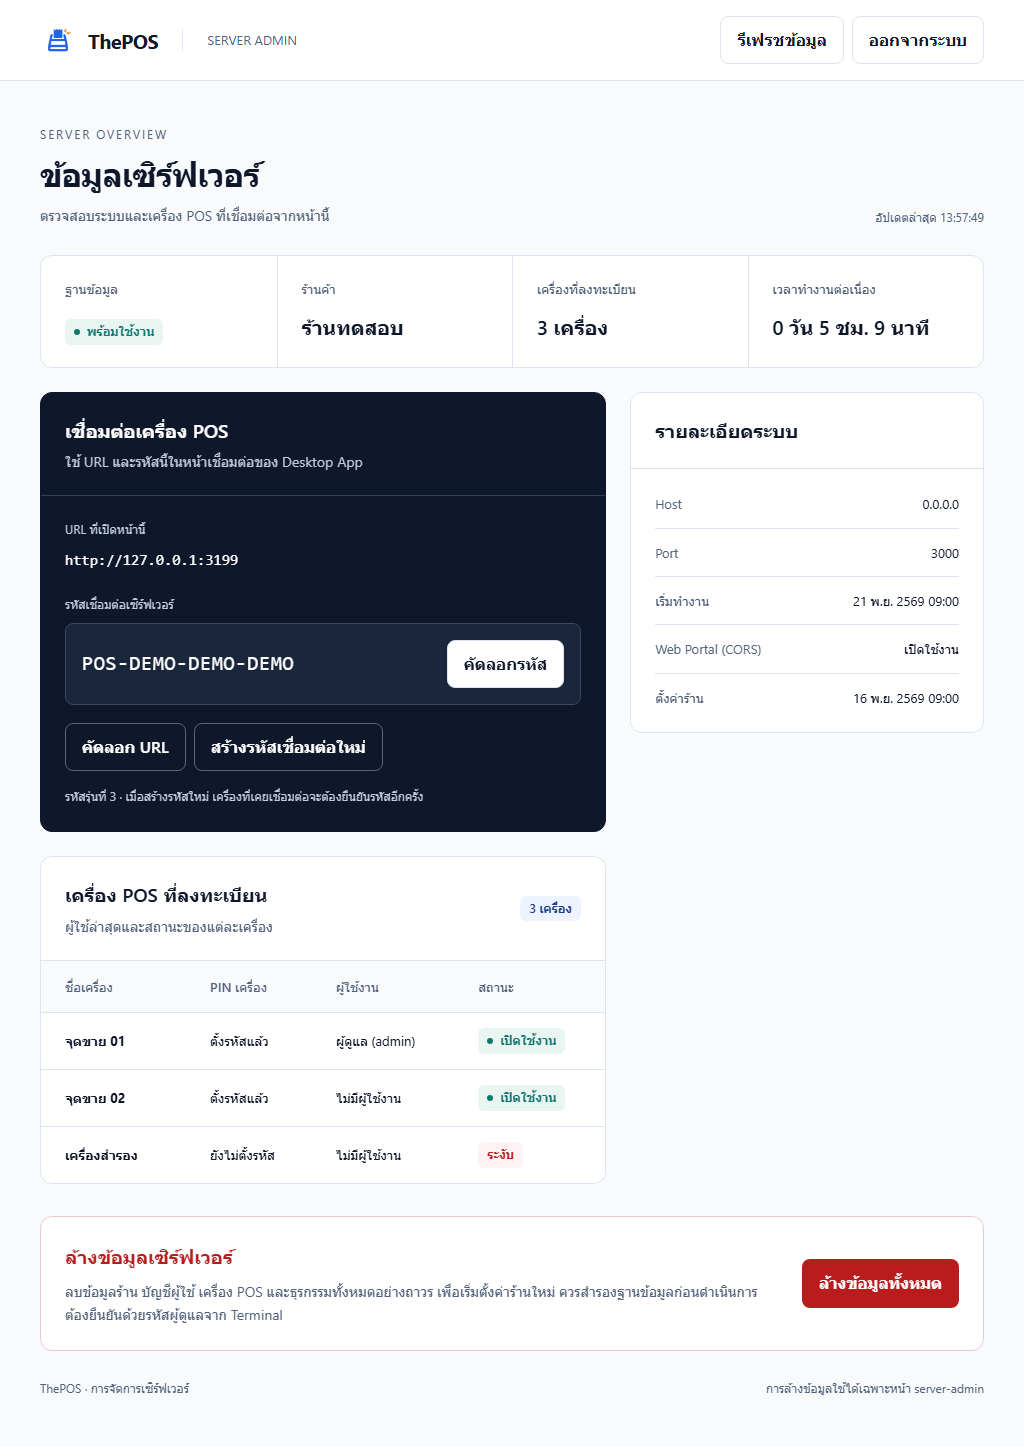 ThePOS
SERVER ADMIN
รีเฟรชข้อมูล
ออกจากระบบ
SERVER OVERVIEW
ข้อมูลเซิร์ฟเวอร์
ตรวจสอบระบบและเครื่อง POS ที่เชื่อมต่อจากหน้านี้
อัปเดตล่าสุด 13:57:49
ฐานข้อมูล
พร้อมใช้งาน
ร้านค้า
ร้านทดสอบ
เครื่องที่ลงทะเบียน
3 เครื่อง
เวลาทำงานต่อเนื่อง
0 วัน 5 ชม. 9 นาที
เชื่อมต่อเครื่อง POS
ใช้ URL และรหัสนี้ในหน้าเชื่อมต่อของ Desktop App
URL ที่เปิดหน้านี้
http://127.0.0.1:3199
รหัสเชื่อมต่อเซิร์ฟเวอร์
POS-DEMO-DEMO-DEMO
คัดลอกรหัส
คัดลอก URL
สร้างรหัสเชื่อมต่อใหม่
รหัสรุ่นที่ 3 · เมื่อสร้างรหัสใหม่ เครื่องที่เคยเชื่อมต่อจะต้องยืนยันรหัสอีกครั้ง
รายละเอียดระบบ
Host 0.0.0.0
Port 3000
เริ่มทำงาน 21 พ.ย. 2569 09:00
Web Portal (CORS) เปิดใช้งาน
ตั้งค่าร้าน 16 พ.ย. 2569 09:00
เครื่อง POS ที่ลงทะเบียน
ผู้ใช้ล่าสุดและสถานะของแต่ละเครื่อง
3 เครื่อง
ชื่อเครื่อง PIN เครื่อง ผู้ใช้งาน สถานะ
จุดขาย 01 ตั้งรหัสแล้ว ผู้ดูแล (admin) เปิดใช้งาน
จุดขาย 02 ตั้งรหัสแล้ว ไม่มีผู้ใช้งาน เปิดใช้งาน
เครื่องสำรอง ยังไม่ตั้งรหัส ไม่มีผู้ใช้งาน ระงับ
ล้างข้อมูลเซิร์ฟเวอร์
ลบข้อมูลร้าน บัญชีผู้ใช้ เครื่อง POS และธุรกรรมทั้งหมดอย่างถาวร เพื่อเริ่มตั้งค่าร้านใหม่ ควรสำรองฐานข้อมูลก่อนดำเนินการ
ต้องยืนยันด้วยรหัสผู้ดูแลจาก Terminal
ล้างข้อมูลทั้งหมด
ThePOS · การจัดการเซิร์ฟเวอร์
การล้างข้อมูลใช้ได้เฉพาะหน้า server-admin